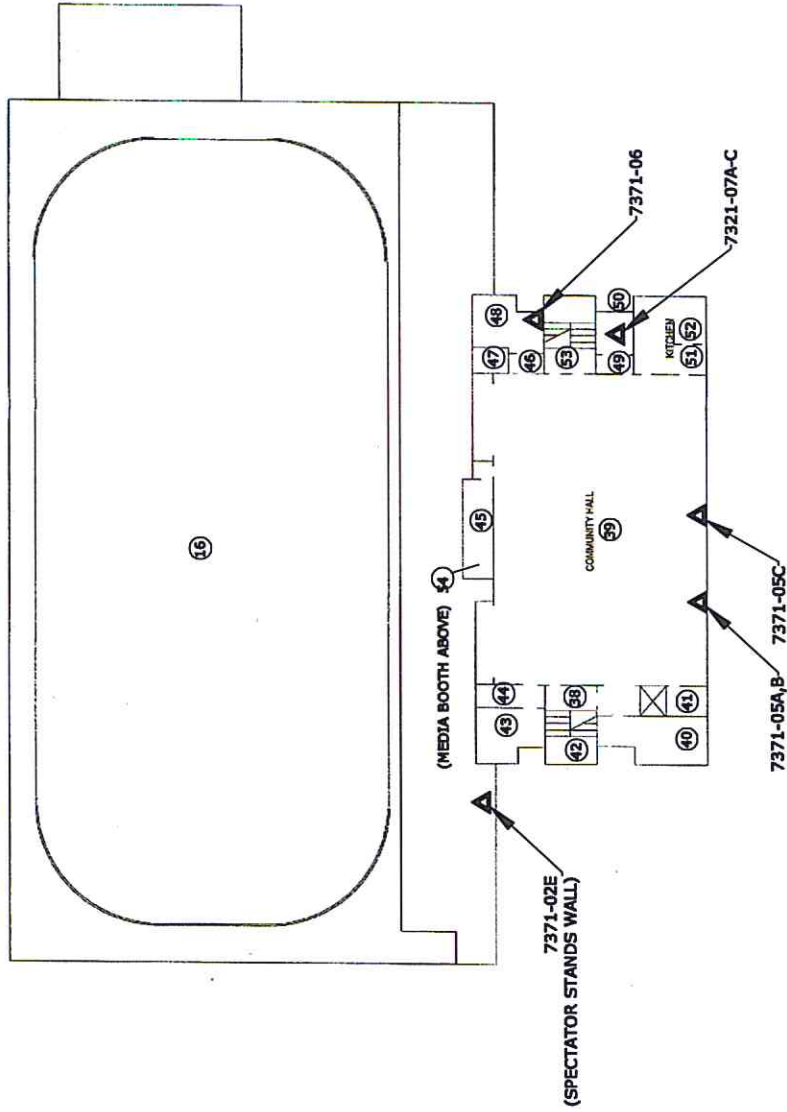 16
(MEDIA BOOTH ABOVE) 54
45
44
43
47
48
46
38
42
53
7371-06
49
50
7321-07A-C
COMMUNITY HALL
39
KITCHEN
51
52
41
40
7371-02E
(SPECTATOR STANDS WALL)
7371-05A,B
7371-05C